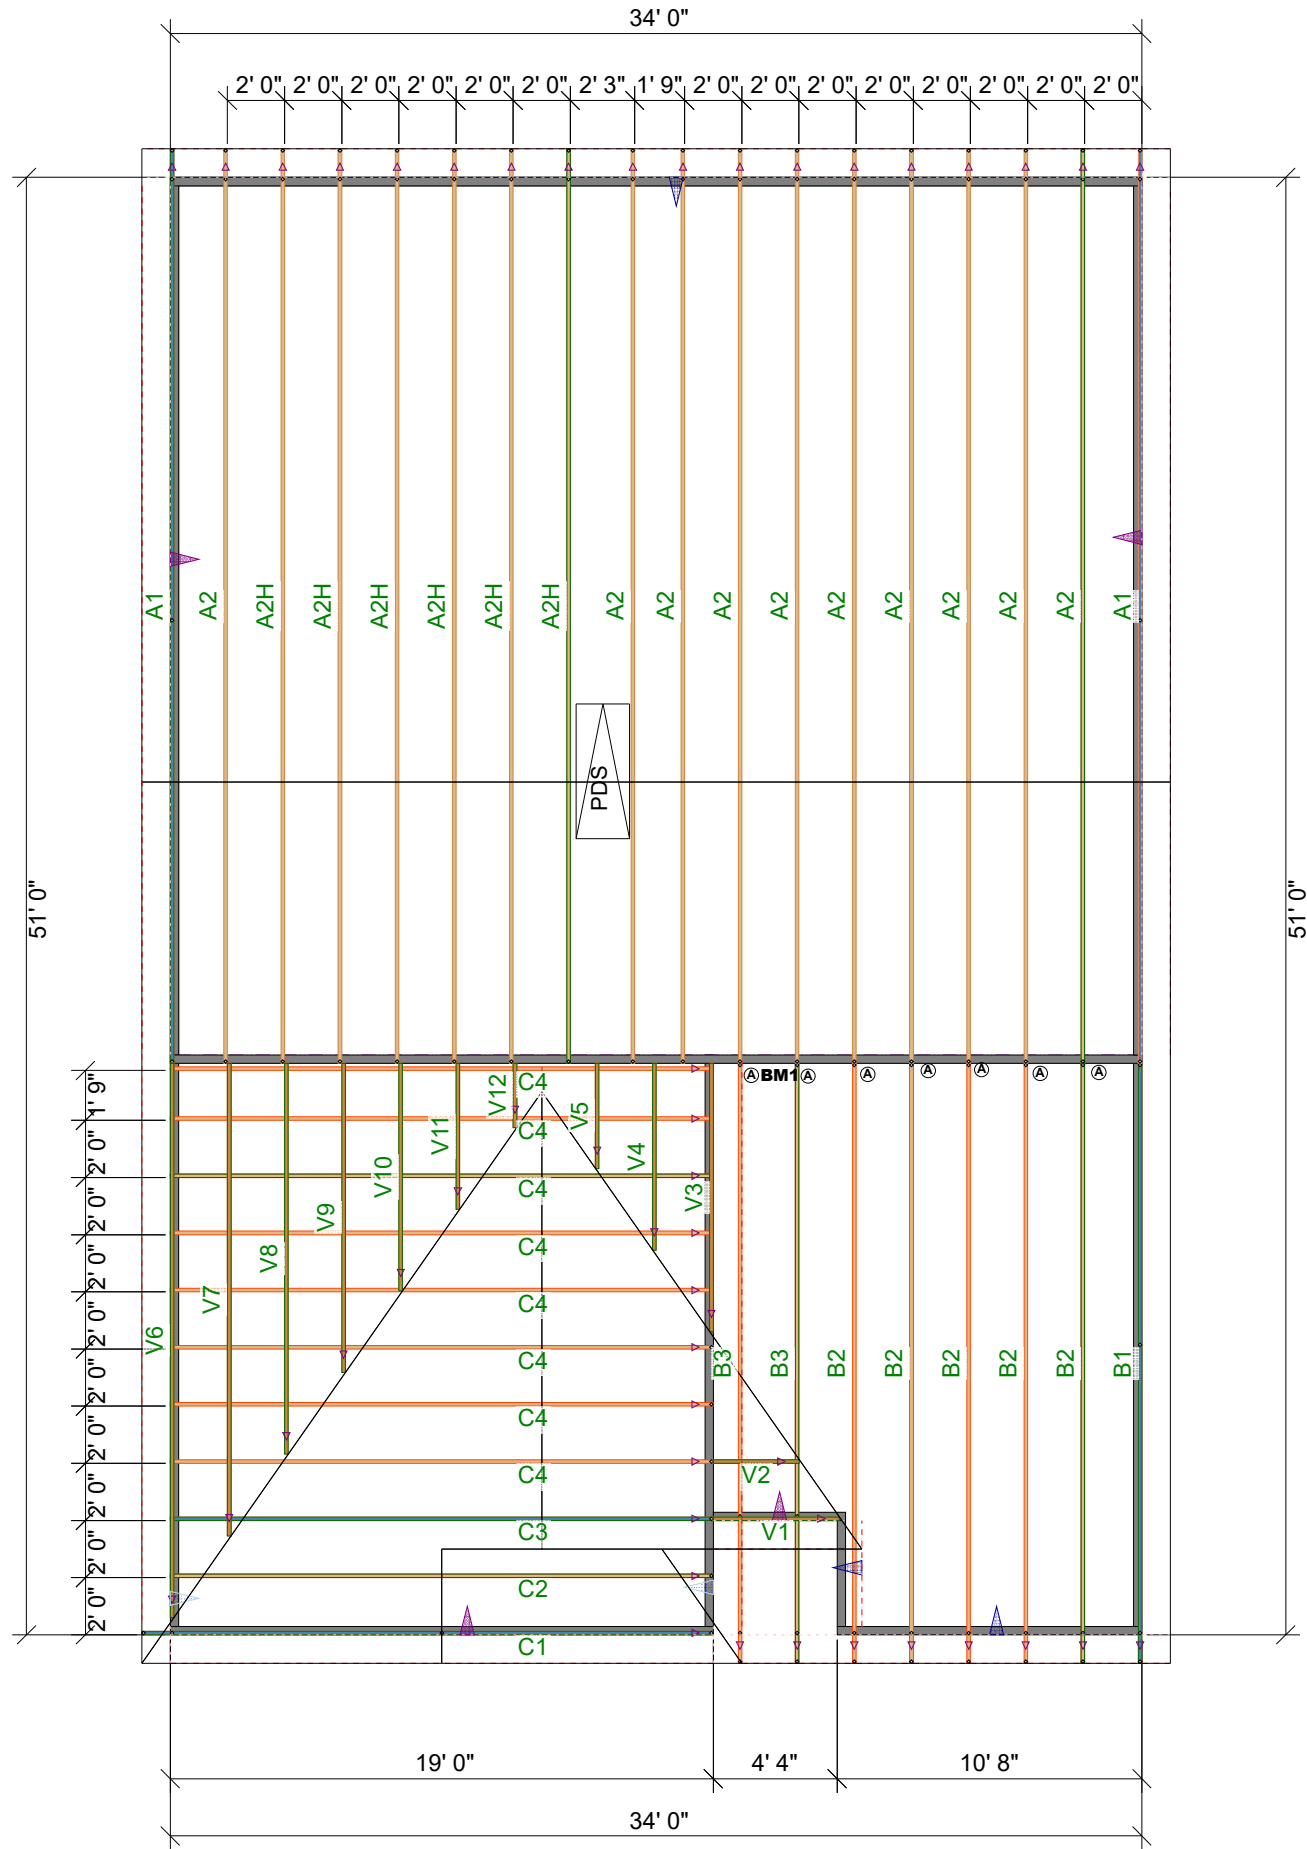 34' 0"
2' 0" 2' 0" 2' 0" 2' 0" 2' 0" 2' 0" 2' 3" 1' 9" 2' 0" 2' 0" 2' 0" 2' 0" 2' 0" 2' 0" 2' 0" 2' 0"
A1 A2 A2H A2H A2H A2H A2H A2H A2 A2 A2 A2 A2 A2 A2 A2 A2 A1
PDS
51' 0"
51' 0"
A BM1 A A A A A A
1' 9"
2' 0"
2' 0"
2' 0"
2' 0"
2' 0"
2' 0"
2' 0"
2' 0"
2' 0"
C4
C4
C4
C4
C4
C4
C4
C4
C3
C2
C1
V6 V7 V8 V9 V10 V11 V12 V5 V4 V3
B3 B3 B2 B2 B2 B2 B2 B1
V2
V1
19' 0" 4' 4" 10' 8"
34' 0"